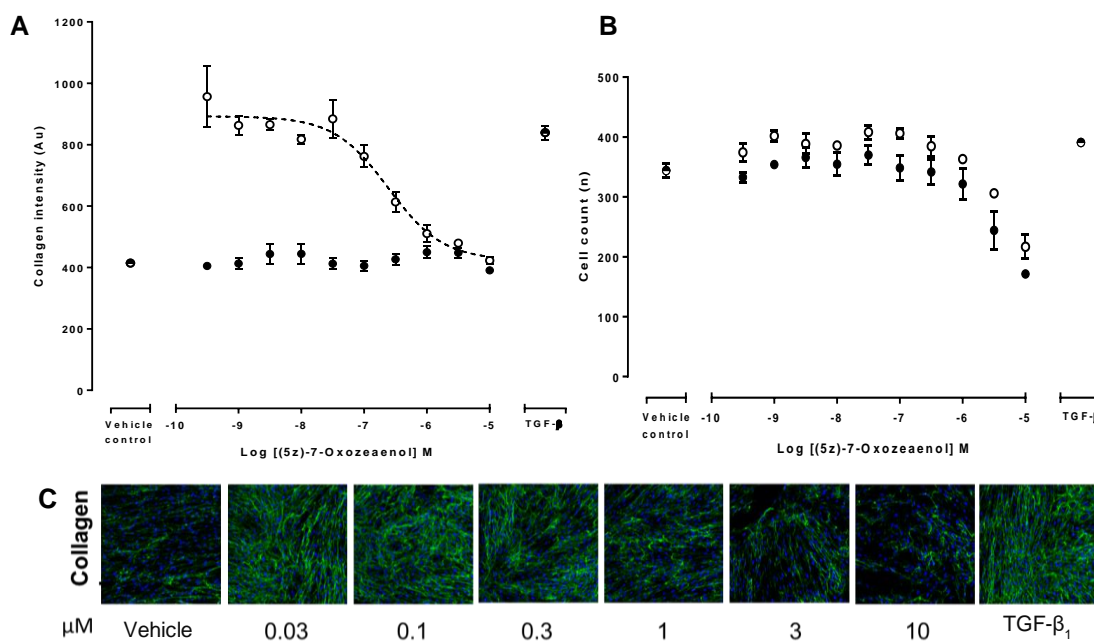 A
1200
1000
800
600
400
200
0
Collagen intensity (Au)
Vehicle
control
-10 -9 -8 -7 -6 -5
TGF-β
Log [(5z)-7-Oxozeaenol] M
B
500
400
300
200
100
0
Cell count (n)
Vehicle
control
-10 -9 -8 -7 -6 -5
TGF-β
Log [(5z)-7-Oxozeaenol] M
C
Collagen
µM Vehicle 0.03 0.1 0.3 1 3 10 TGF-β₁